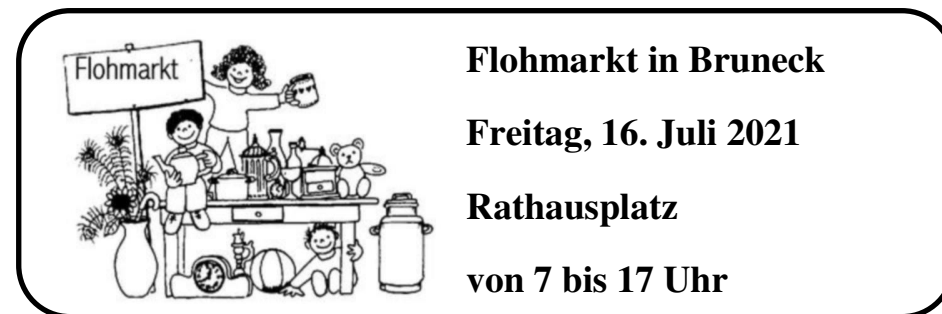 Flohmarkt
Flohmarkt in Bruneck
Freitag, 16. Juli 2021
Rathausplatz
von 7 bis 17 Uhr